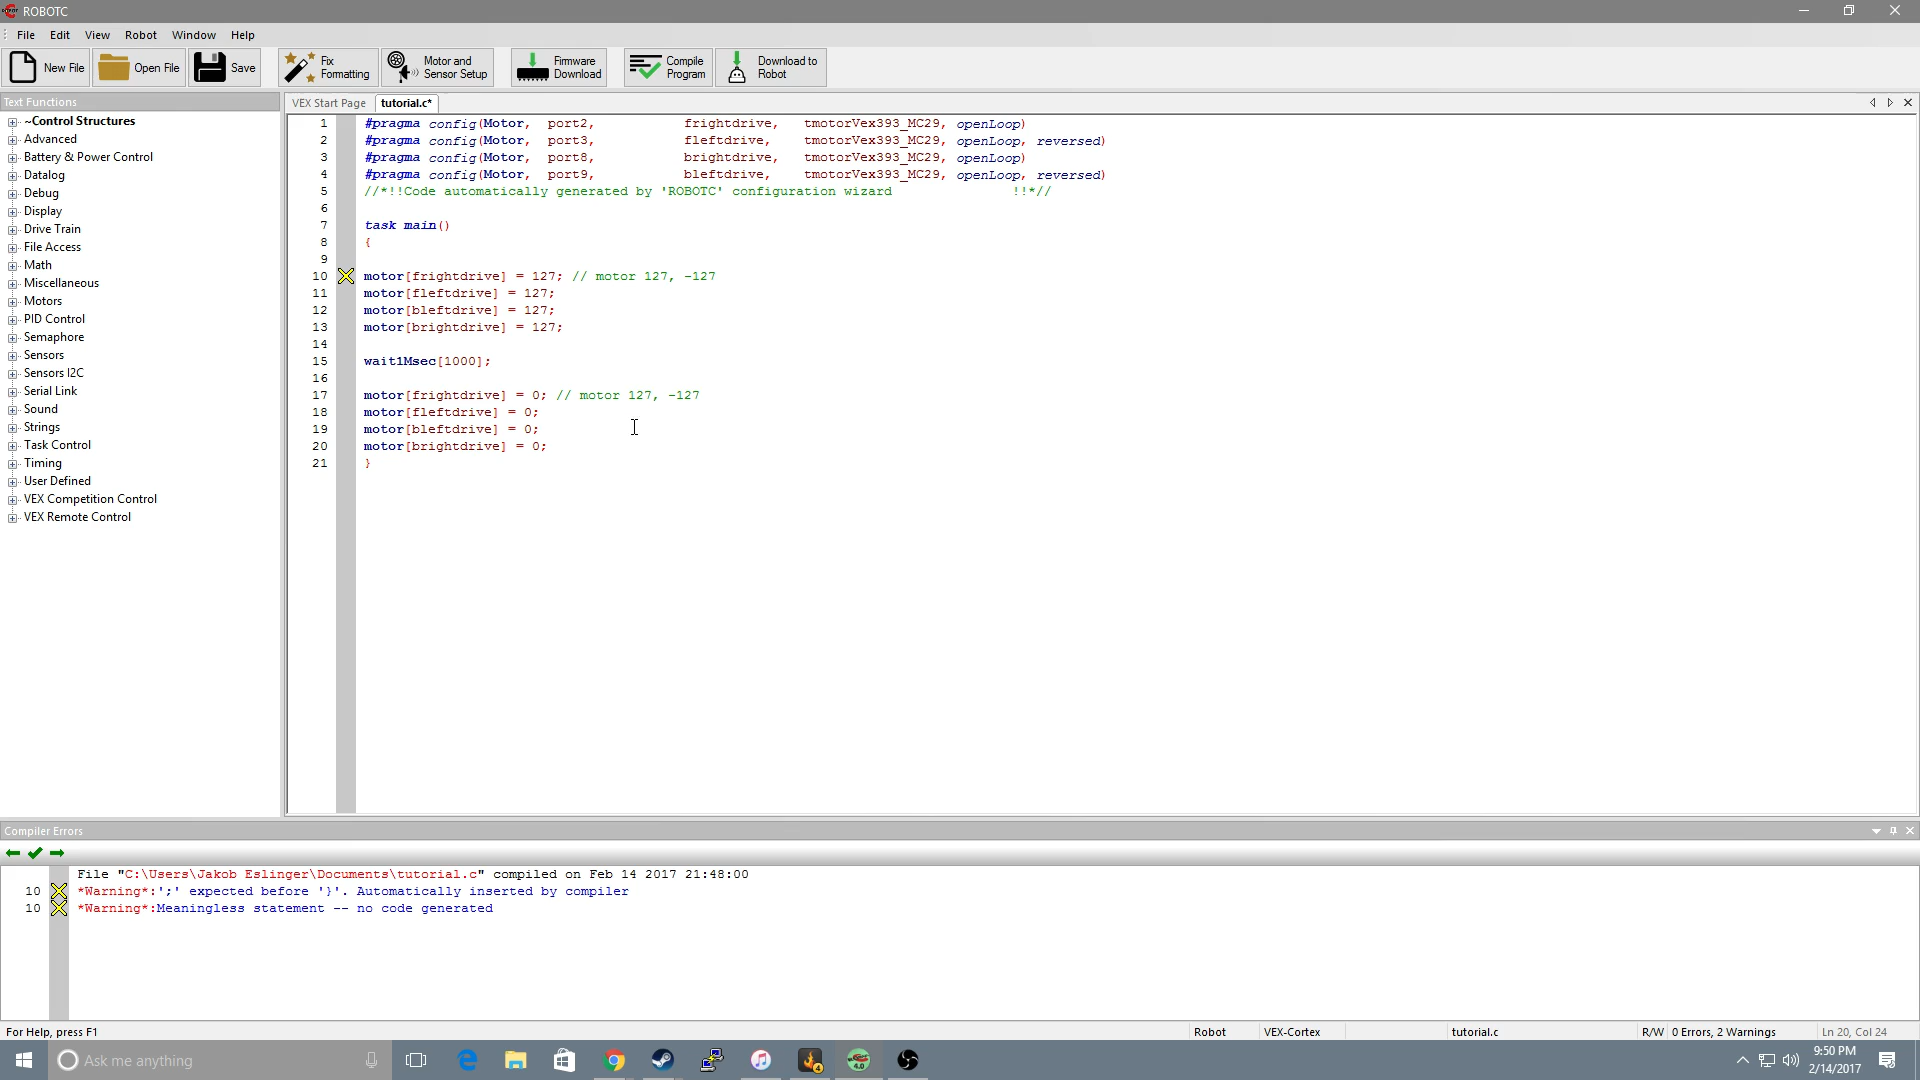 ROBOTC
File Edit View Robot Window Help
New File Open File Save Fix Formatting Motor and Sensor Setup Firmware Download Compile Program Download to Robot
Text Functions
~Control Structures
Advanced
Battery & Power Control
Datalog
Debug
Display
Drive Train
File Access
Math
Miscellaneous
Motors
PID Control
Semaphore
Sensors
Sensors I2C
Serial Link
Sound
Strings
Task Control
Timing
User Defined
VEX Competition Control
VEX Remote Control
VEX Start Page tutorial.c*
1 #pragma config(Motor, port2, frightdrive, tmotorVex393_MC29, openLoop)
2 #pragma config(Motor, port3, fleftdrive, tmotorVex393_MC29, openLoop, reversed)
3 #pragma config(Motor, port8, brightdrive, tmotorVex393_MC29, openLoop)
4 #pragma config(Motor, port9, bleftdrive, tmotorVex393_MC29, openLoop, reversed)
5 //*!!Code automatically generated by 'ROBOTC' configuration wizard !!*//
6
7 task main()
8 {
9
10 motor[frightdrive] = 127; // motor 127, -127
11 motor[fleftdrive] = 127;
12 motor[bleftdrive] = 127;
13 motor[brightdrive] = 127;
14
15 wait1Msec[1000];
16
17 motor[frightdrive] = 0; // motor 127, -127
18 motor[fleftdrive] = 0;
19 motor[bleftdrive] = 0;
20 motor[brightdrive] = 0;
21 }
Compiler Errors
File "C:\Users\Jakob Eslinger\Documents\tutorial.c" compiled on Feb 14 2017 21:48:00
10 *Warning*:';' expected before '}'. Automatically inserted by compiler
10 *Warning*:Meaningless statement -- no code generated
For Help, press F1 Robot VEX-Cortex tutorial.c R/W 0 Errors, 2 Warnings Ln 20, Col 24
Ask me anything
4
4.0
9:50 PM
2/14/2017